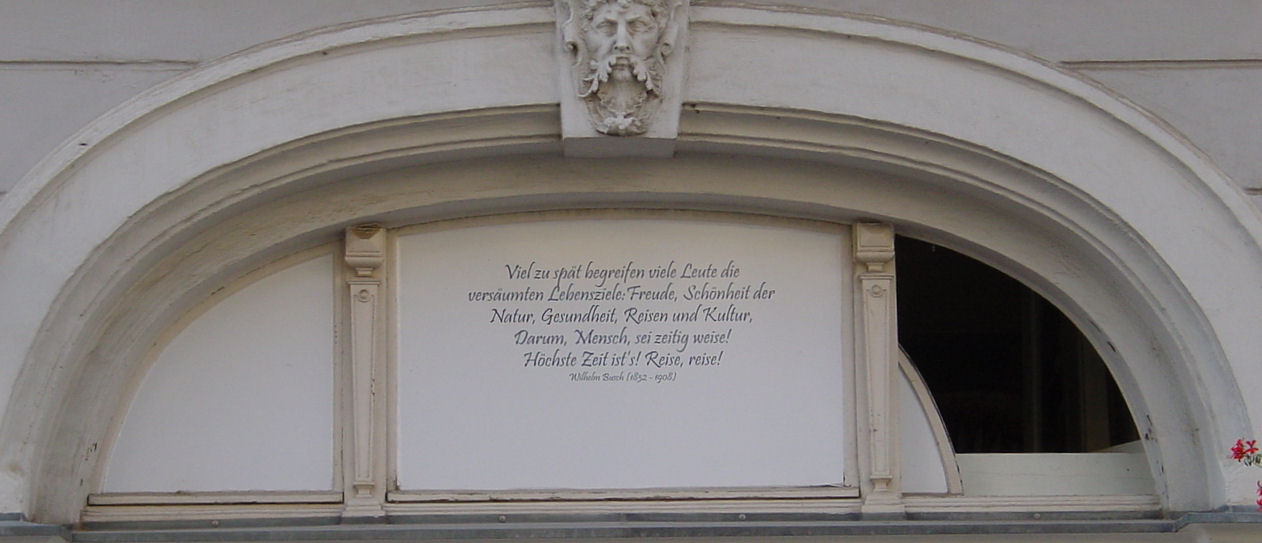 Viel zu spät begreifen viele Leute die
versäumten Lebensziele: Freude, Schönheit der
Natur, Gesundheit, Reisen und Kultur,
Darum, Mensch, sei zeitig weise!
Höchste Zeit ist's! Reise, reise!
Wilhelm Busch (1852 - 1908)